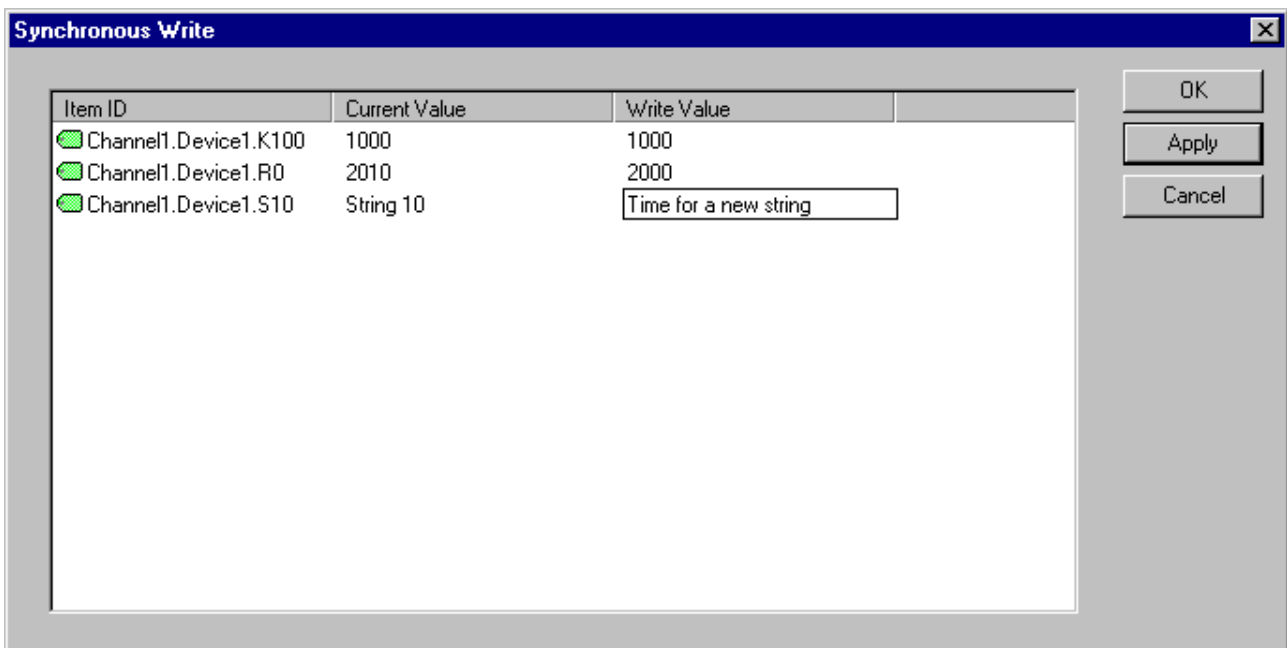 Synchronous Write
Item ID Current Value Write Value
Channel1.Device1.K100 1000 1000
Channel1.Device1.R0 2010 2000
Channel1.Device1.S10 String 10 Time for a new string
OK
Apply
Cancel